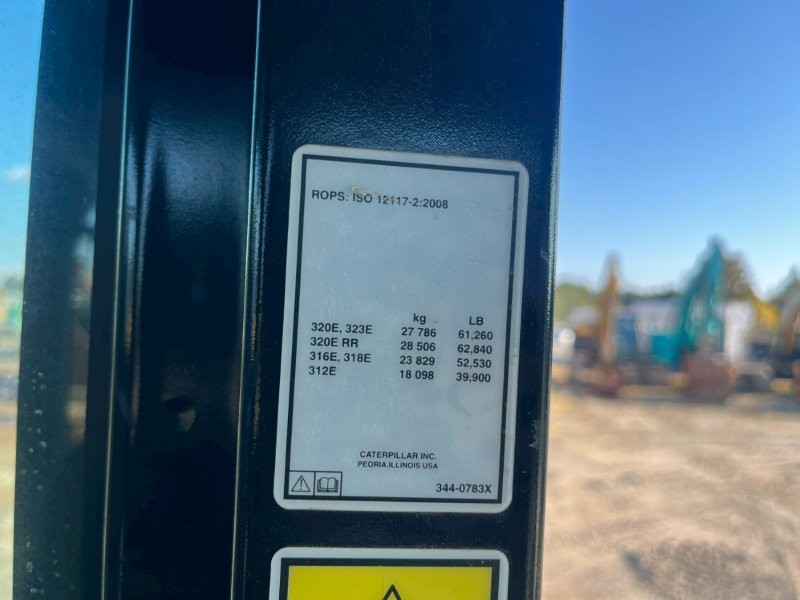 ROPS: ISO 12117-2:2008
kg LB
320E, 323E 27 786 61,260
320E RR 28 506 62,840
316E, 318E 23 829 52,530
312E 18 098 39,900
CATERPILLAR INC.
PEORIA,ILLINOIS USA
344-0783X